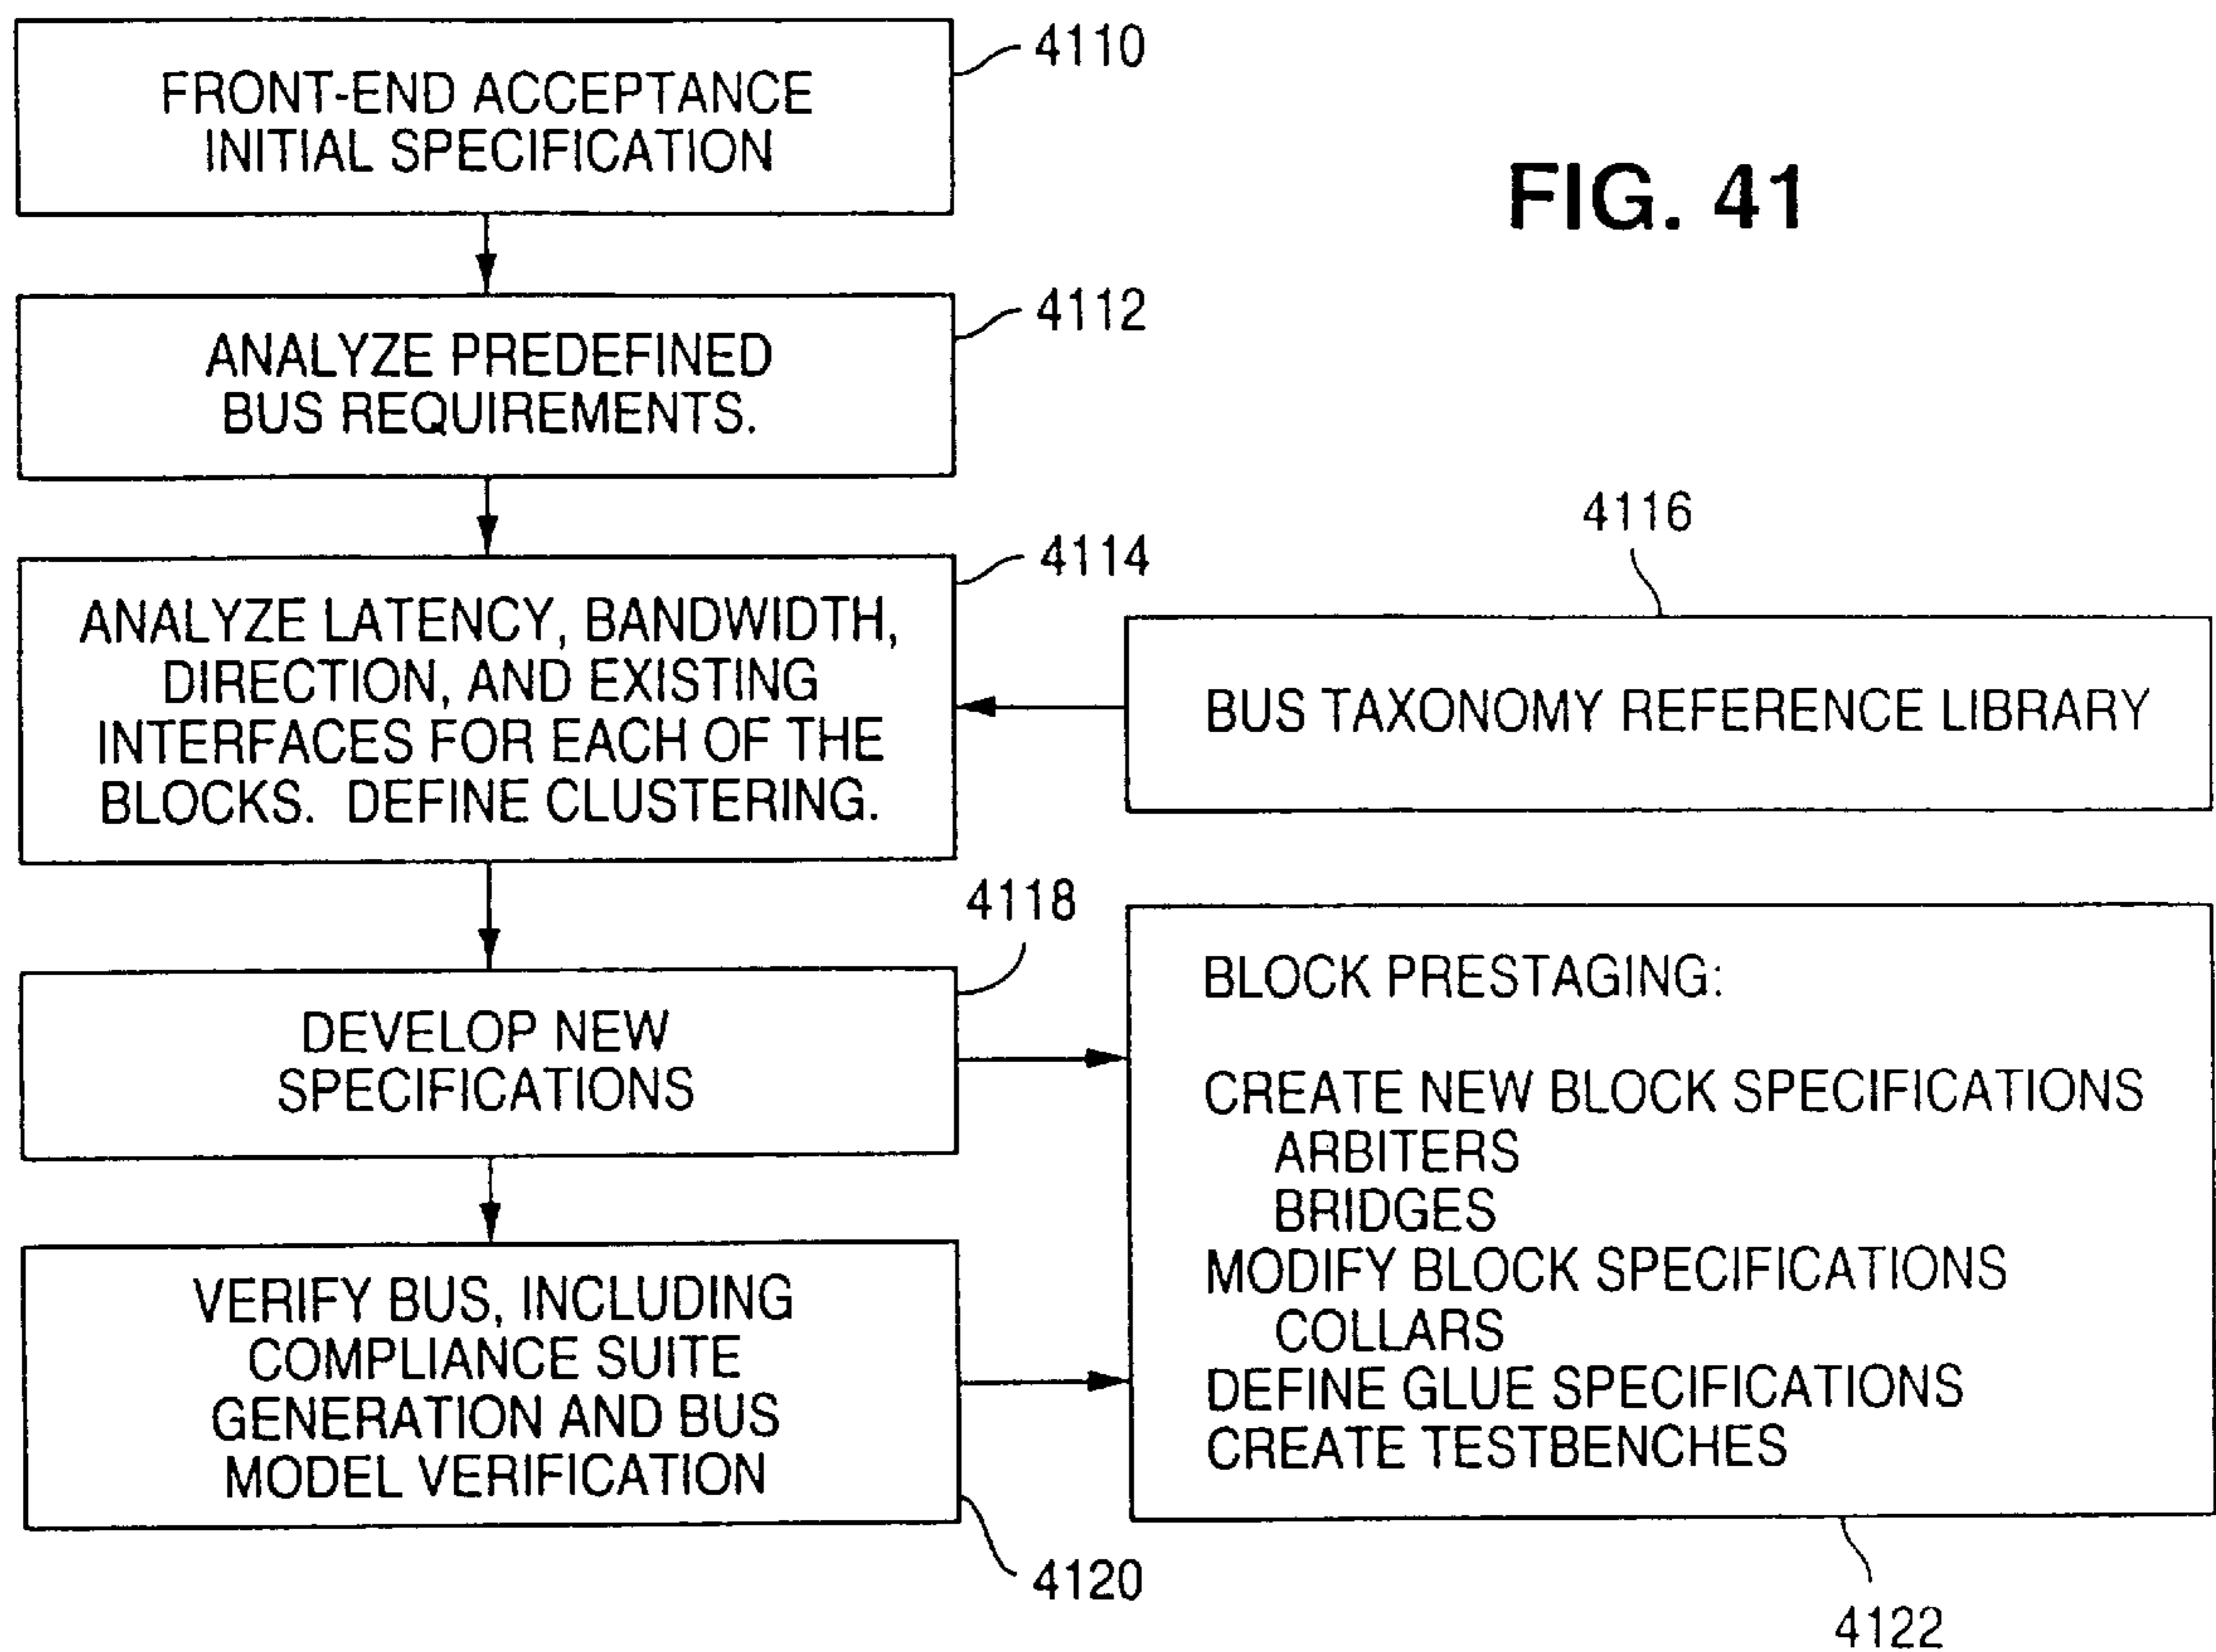 4110
FRONT-END ACCEPTANCE
INITIAL SPECIFICATION
FIG. 41
4112
ANALYZE PREDEFINED
BUS REQUIREMENTS.
4114
ANALYZE LATENCY, BANDWIDTH,
DIRECTION, AND EXISTING
INTERFACES FOR EACH OF THE
BLOCKS. DEFINE CLUSTERING.
4116
BUS TAXONOMY REFERENCE LIBRARY
4118
DEVELOP NEW
SPECIFICATIONS
VERIFY BUS, INCLUDING
COMPLIANCE SUITE
GENERATION AND BUS
MODEL VERIFICATION
4120
BLOCK PRESTAGING:
CREATE NEW BLOCK SPECIFICATIONS
ARBITERS
BRIDGES
MODIFY BLOCK SPECIFICATIONS
COLLARS
DEFINE GLUE SPECIFICATIONS
CREATE TESTBENCHES
4122